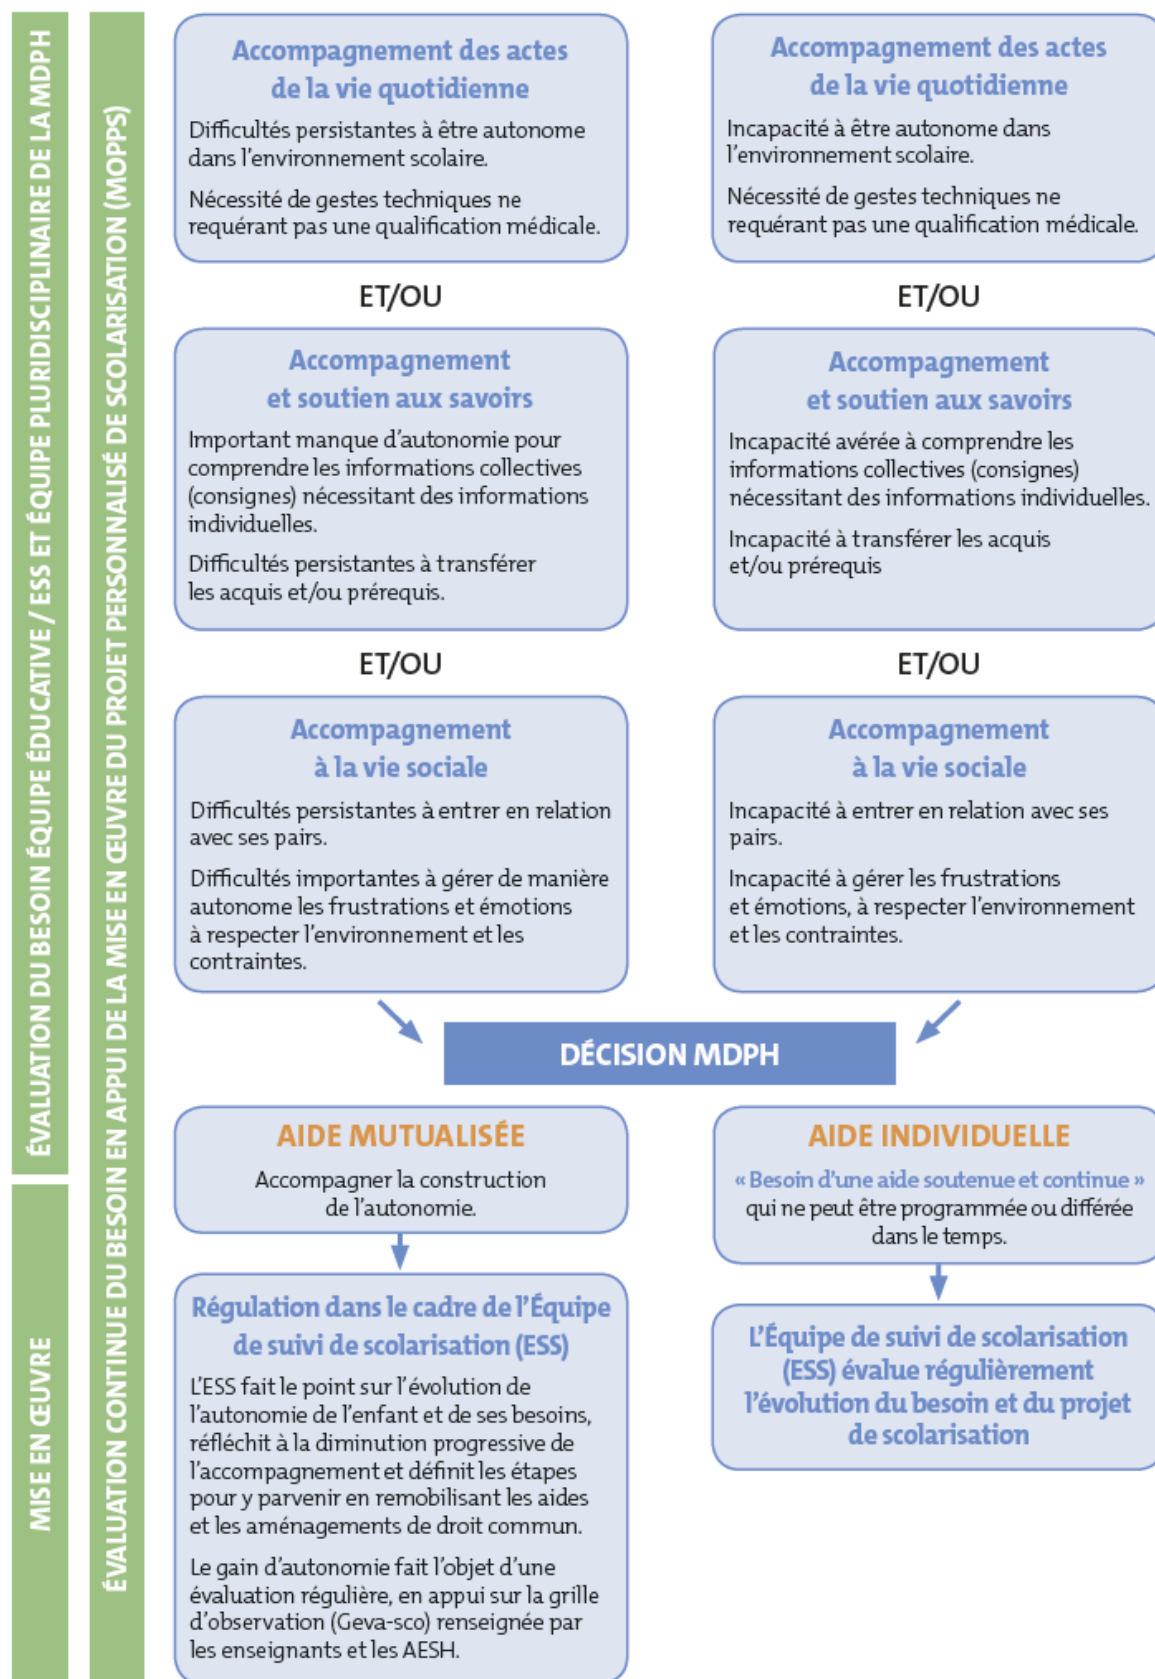 ÉVALUATION DU BESOIN ÉQUIPE ÉDUCATIVE / ESS ET ÉQUIPE PLURIDISCIPLINAIRE DE LA MDPH
MISE EN ŒUVRE
ÉVALUATION CONTINUE DU BESOIN EN APPUI DE LA MISE EN ŒUVRE DU PROJET PERSONNALISÉ DE SCOLARISATION (MOPPS)
Accompagnement des actes
de la vie quotidienne
Difficultés persistantes à être autonome
dans l'environnement scolaire.
Nécessité de gestes techniques ne
requérant pas une qualification médicale.
ET/OU
Accompagnement
et soutien aux savoirs
Important manque d'autonomie pour
comprendre les informations collectives
(consignes) nécessitant des informations
individuelles.
Difficultés persistantes à transférer
les acquis et/ou prérequis.
ET/OU
Accompagnement
à la vie sociale
Difficultés persistantes à entrer en relation
avec ses pairs.
Difficultés importantes à gérer de manière
autonome les frustrations et émotions
à respecter l'environnement et les
contraintes.
Accompagnement des actes
de la vie quotidienne
Incapacité à être autonome dans
l'environnement scolaire.
Nécessité de gestes techniques ne
requérant pas une qualification médicale.
ET/OU
Accompagnement
et soutien aux savoirs
Incapacité avérée à comprendre les
informations collectives (consignes)
nécessitant des informations individuelles.
Incapacité à transférer les acquis
et/ou prérequis
ET/OU
Accompagnement
à la vie sociale
Incapacité à entrer en relation avec ses
pairs.
Incapacité à gérer les frustrations
et émotions, à respecter l'environnement
et les contraintes.
DÉCISION MDPH
AIDE MUTUALISÉE
Accompagner la construction
de l'autonomie.
Régulation dans le cadre de l'Équipe
de suivi de scolarisation (ESS)
L'ESS fait le point sur l'évolution de
l'autonomie de l'enfant et de ses besoins,
réfléchit à la diminution progressive de
l'accompagnement et définit les étapes
pour y parvenir en remobilisant les aides
et les aménagements de droit commun.
Le gain d'autonomie fait l'objet d'une
évaluation régulière, en appui sur la grille
d'observation (Geva-sco) renseignée par
les enseignants et les AESH.
AIDE INDIVIDUELLE
« Besoin d'une aide soutenue et continue »
qui ne peut être programmée ou différée
dans le temps.
L'Équipe de suivi de scolarisation
(ESS) évalue régulièrement
l'évolution du besoin et du projet
de scolarisation